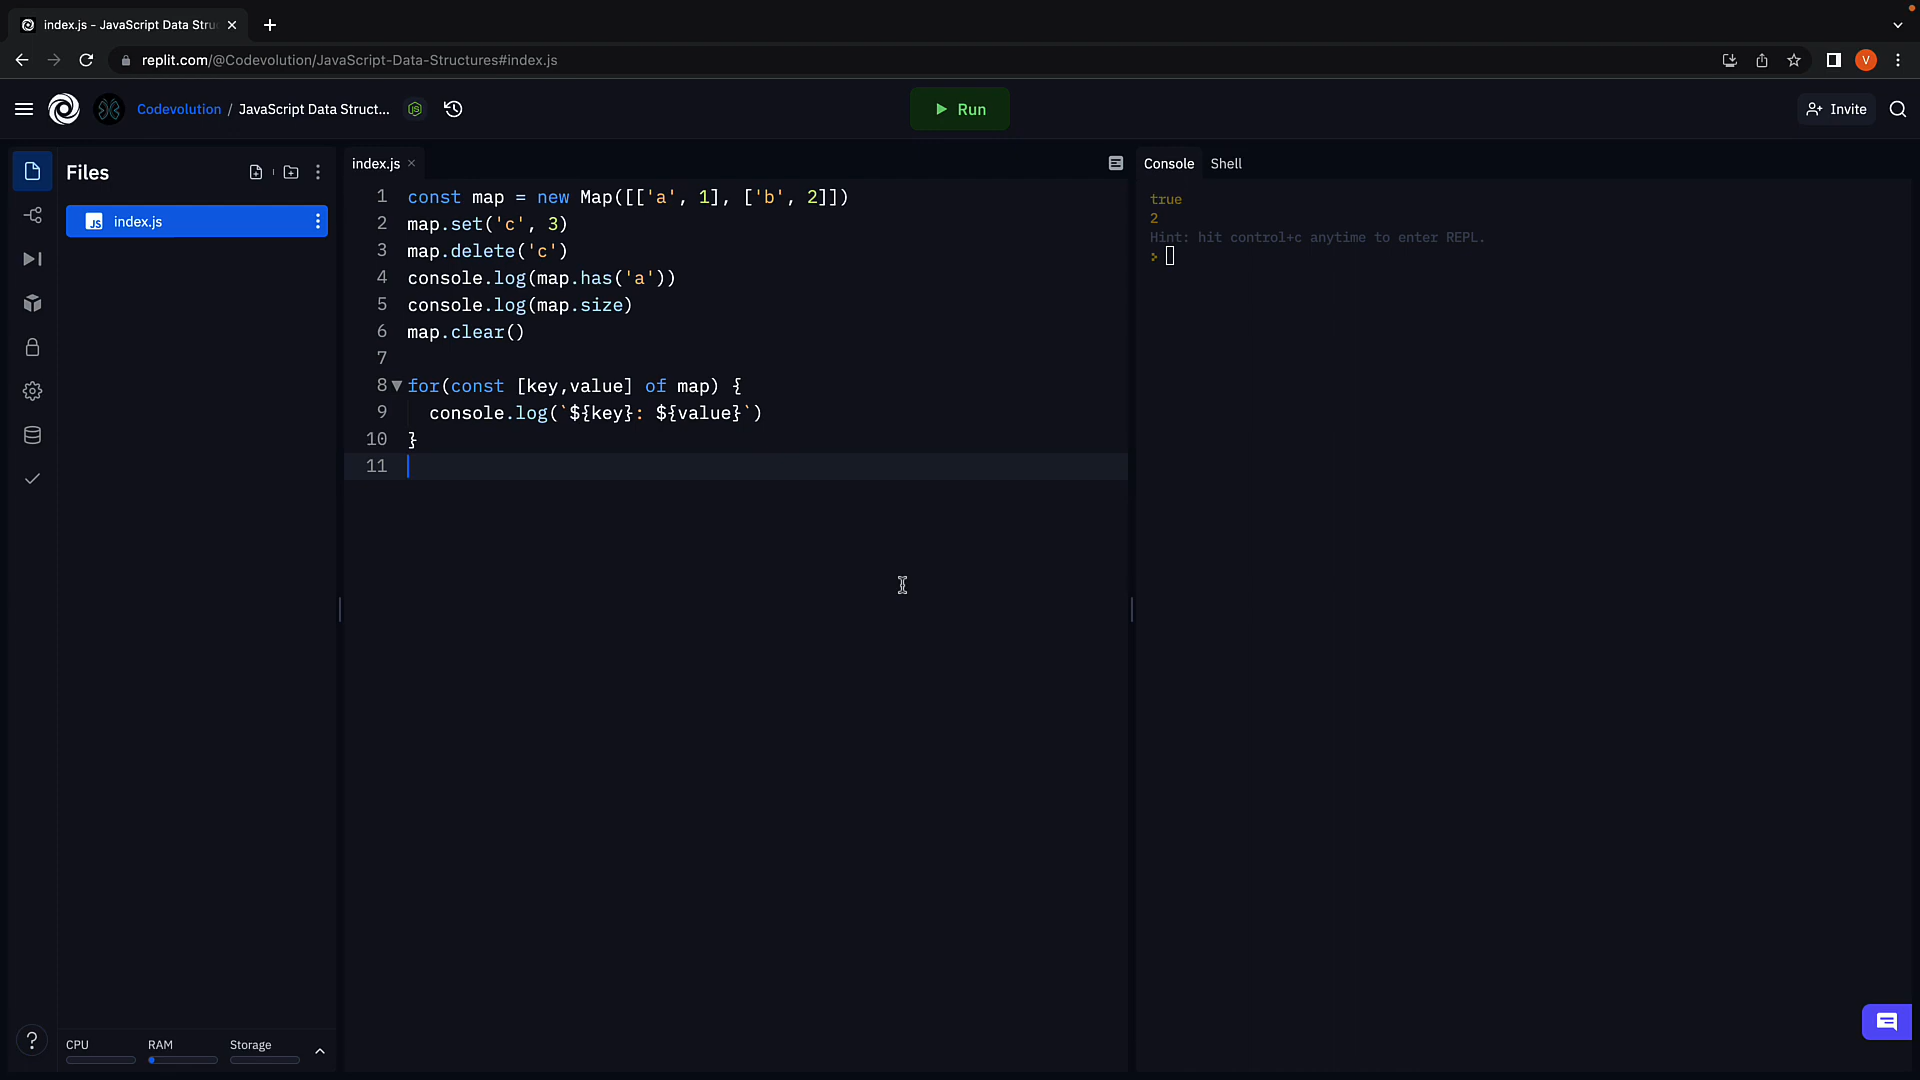 index.js - JavaScript Data Stru
replit.com/@Codevolution/JavaScript-Data-Structures#index.js
V
Codevolution / JavaScript Data Struct...
Run
Invite
Files
index.js
JS index.js
1 const map = new Map([['a', 1], ['b', 2]])
2 map.set('c', 3)
3 map.delete('c')
4 console.log(map.has('a'))
5 console.log(map.size)
6 map.clear()
7
8 for(const [key,value] of map) {
9 console.log(`${key}: ${value}`)
10 }
11
Console Shell
true
2
Hint: hit control+c anytime to enter REPL.
CPU RAM Storage